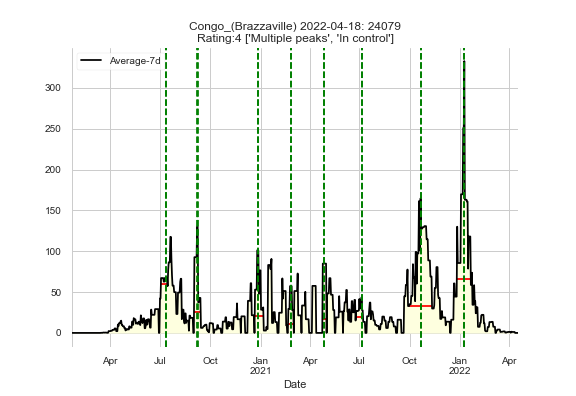 Congo_(Brazzaville) 2022-04-18: 24079
Rating:4 ['Multiple peaks', 'In control']
Average-7d
350
300
250
200
150
100
50
0
Apr Jul Oct Jan Apr Jul Oct Jan Apr
2021 2022
Date